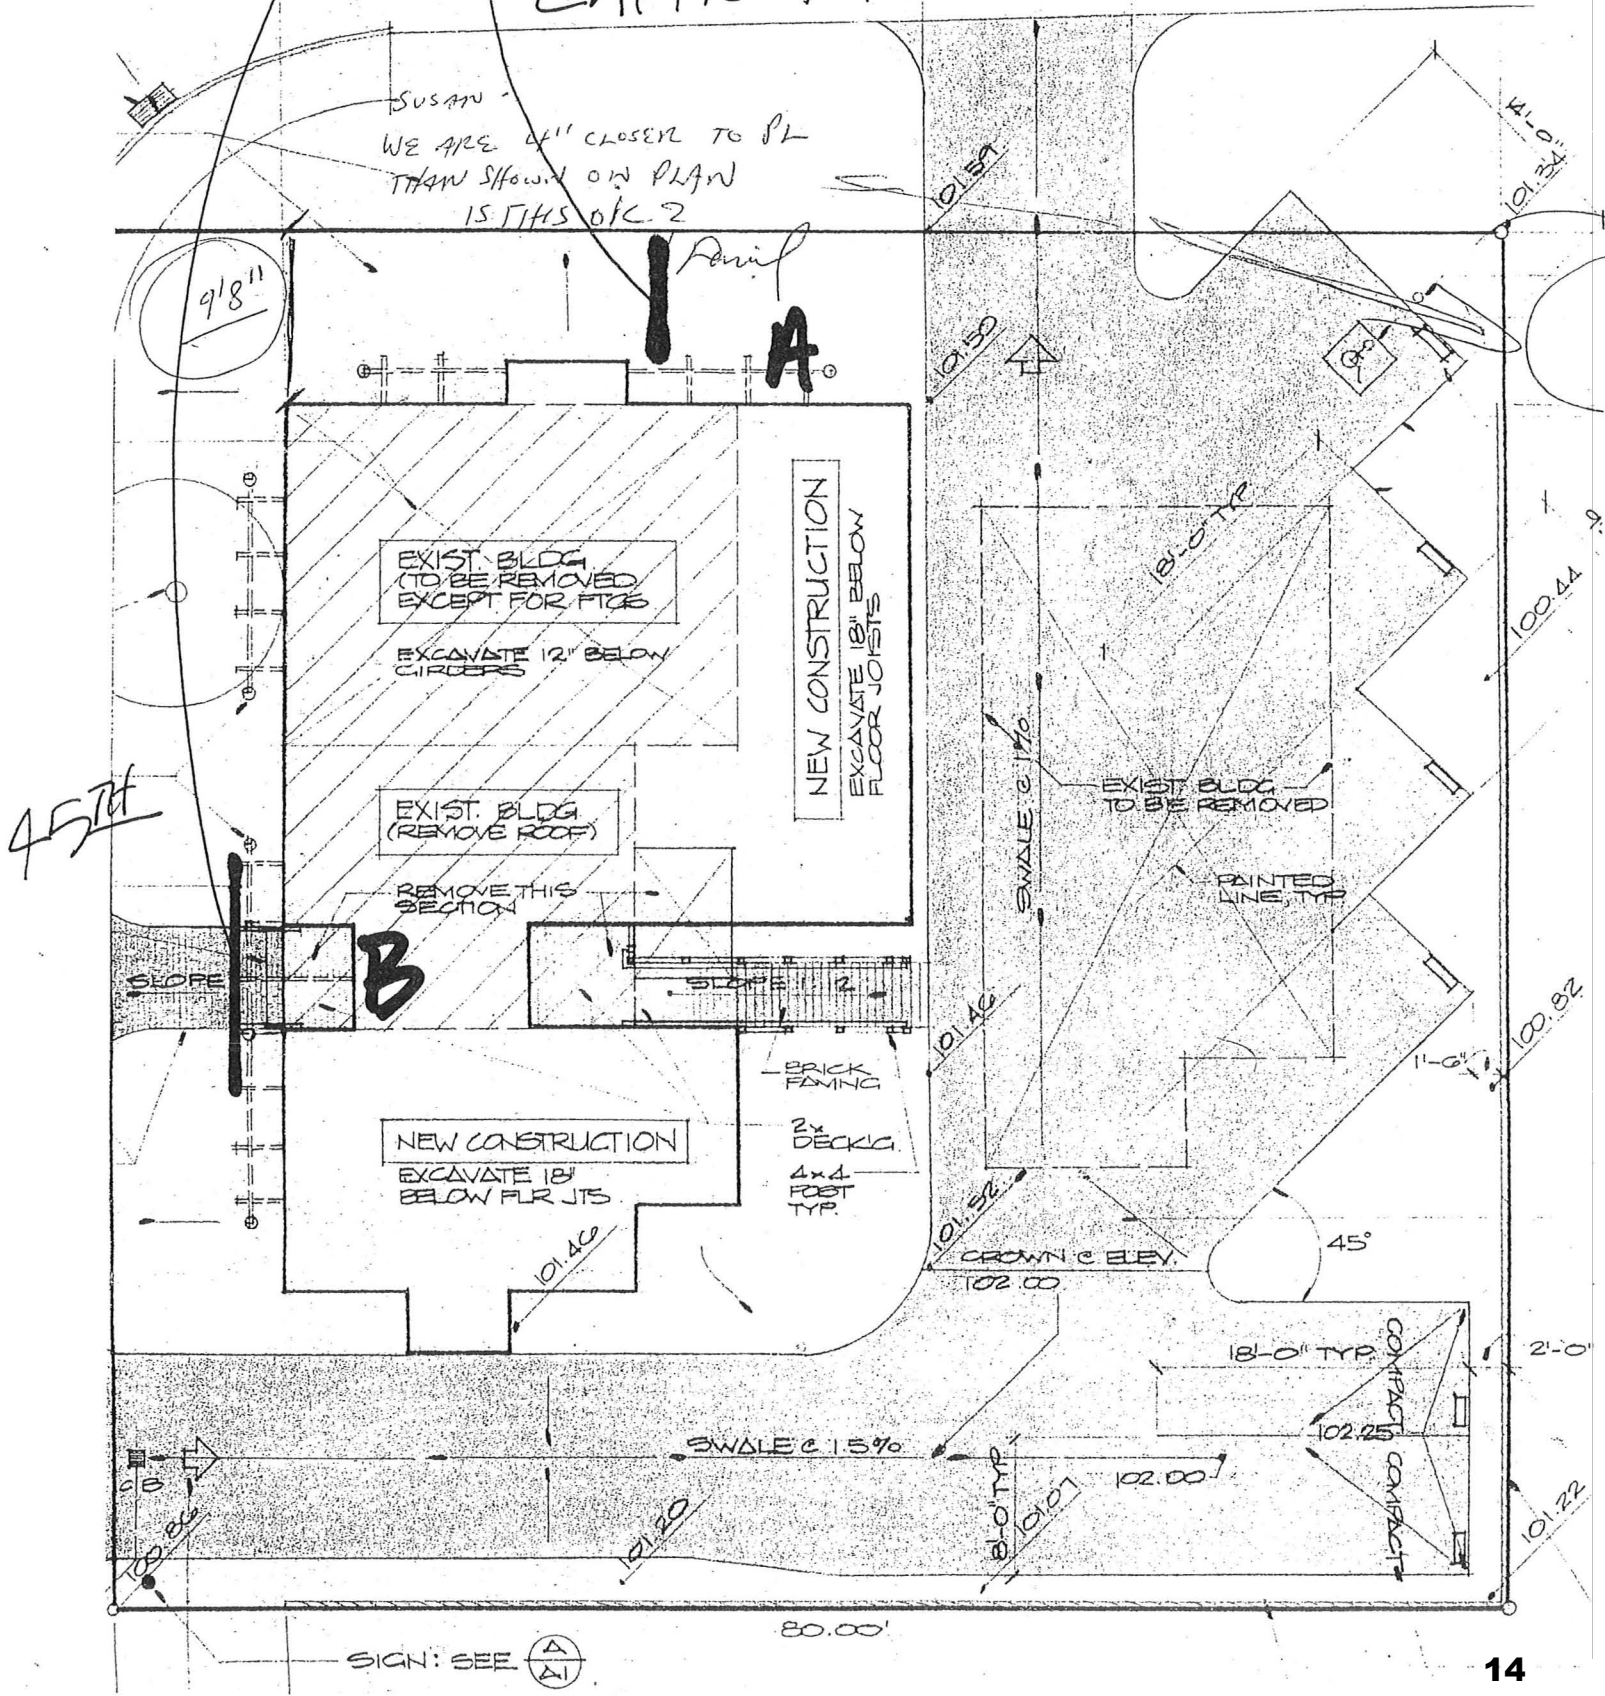 SUSAN -
WE ARE 4" CLOSER TO PL
THAN SHOWN ON PLAN
IS THIS OK?
9'8"
A
101.59
14'-0"
101.34
101.50
EXIST. BLDG
(TO BE REMOVED
EXCEPT FOR FTGS
EXCAVATE 12" BELOW
GIRDERS
NEW CONSTRUCTION
EXCAVATE 18" BELOW
FLOOR JOISTS
18'-0" TYP
100.44
45TH
EXIST. BLDG
(REMOVE ROOF)
REMOVE THIS
SECTION
SWALE @ 1%
EXIST. BLDG
TO BE REMOVED
PAINTED
LINE, TYP
B
SLOPE
SLOPE 1:12
101.46
100.82
1'-6"
BRICK
PAVING
2x
DECK'G
4x4
POST
TYP.
NEW CONSTRUCTION
EXCAVATE 18"
BELOW FLR JTS
101.46
101.52
CROWN @ ELEV.
102.00
45°
18'-0" TYP.
2'-0"
COMPACT
COMPACT
102.25
SWALE @ 1.5%
102.00
8'-0" TYP
CB
100.86
101.20
101.07
101.22
80.00'
SIGN: SEE
A
A1
14